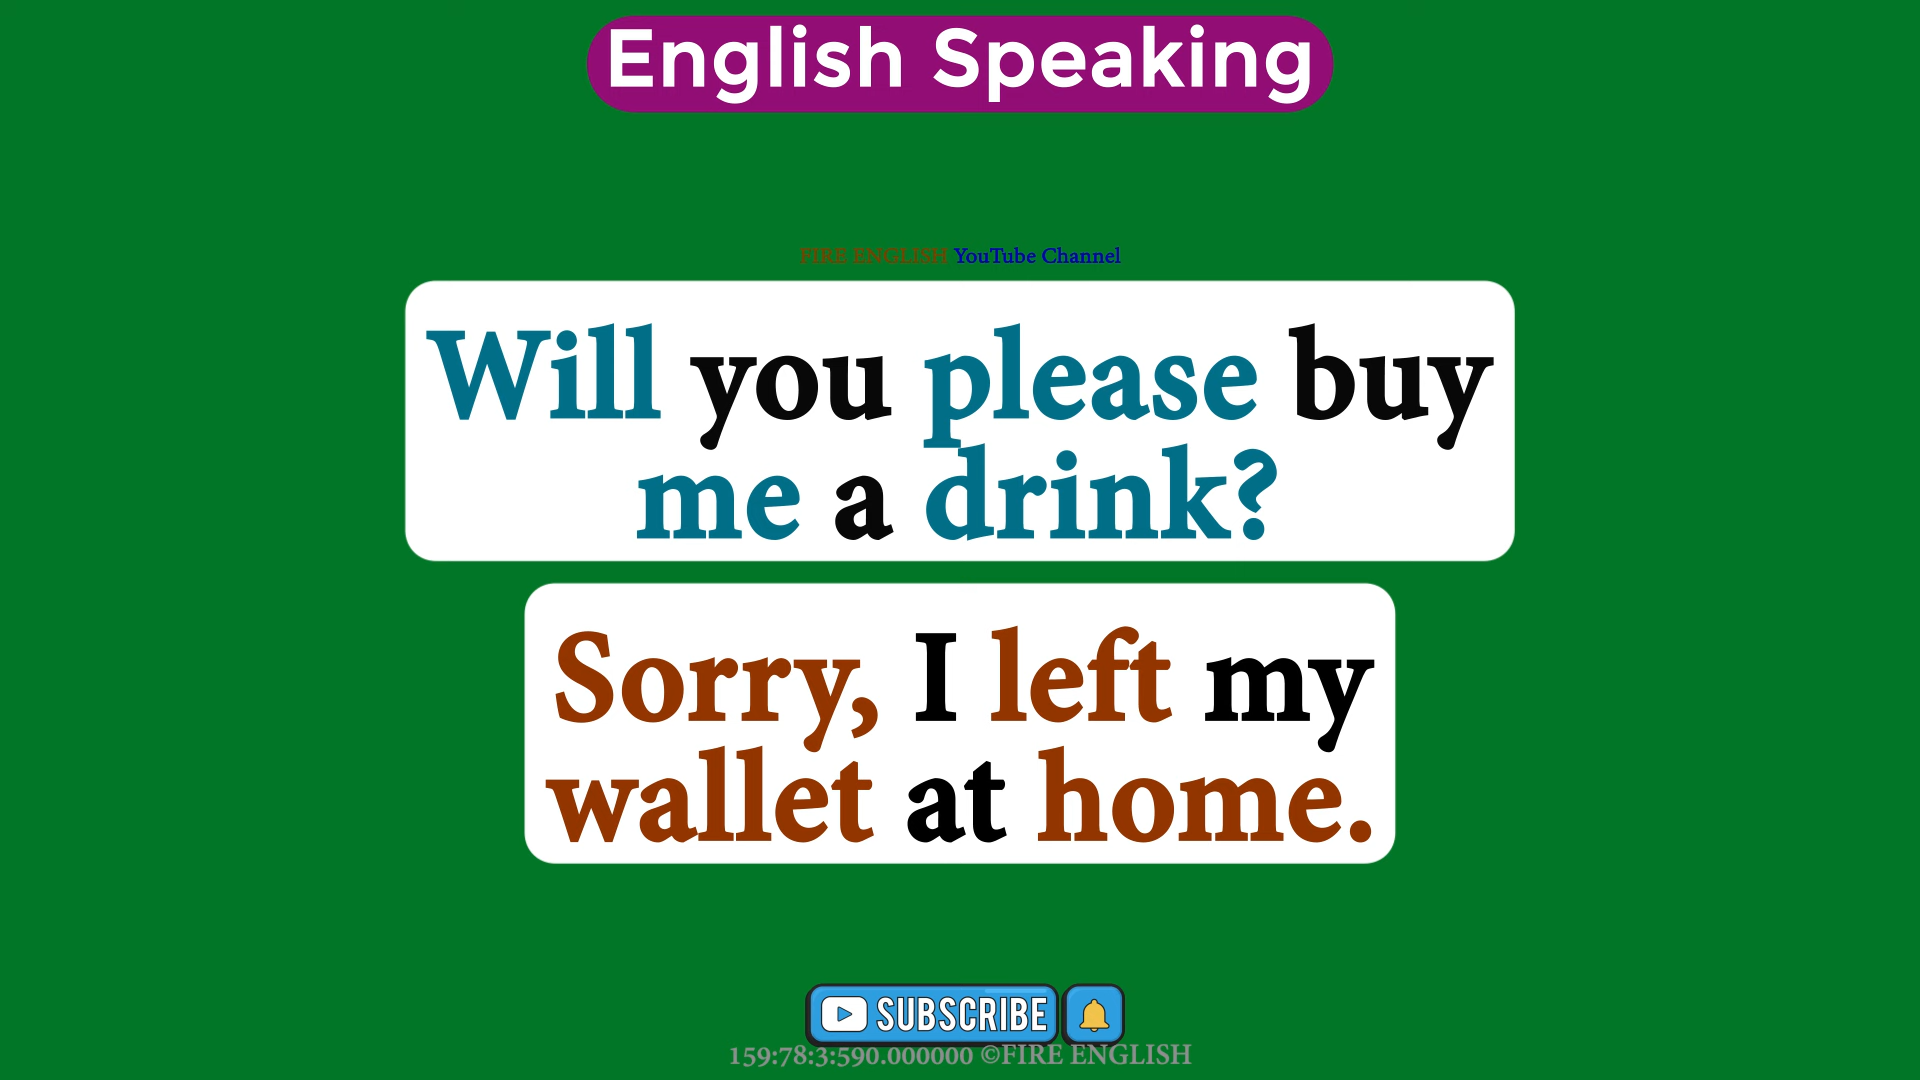 English Speaking
FIRE ENGLISH YouTube Channel
Will you please buy
me a drink?
Sorry, I left my
wallet at home.
SUBSCRIBE
159:78:3:590.000000 ©FIRE ENGLISH